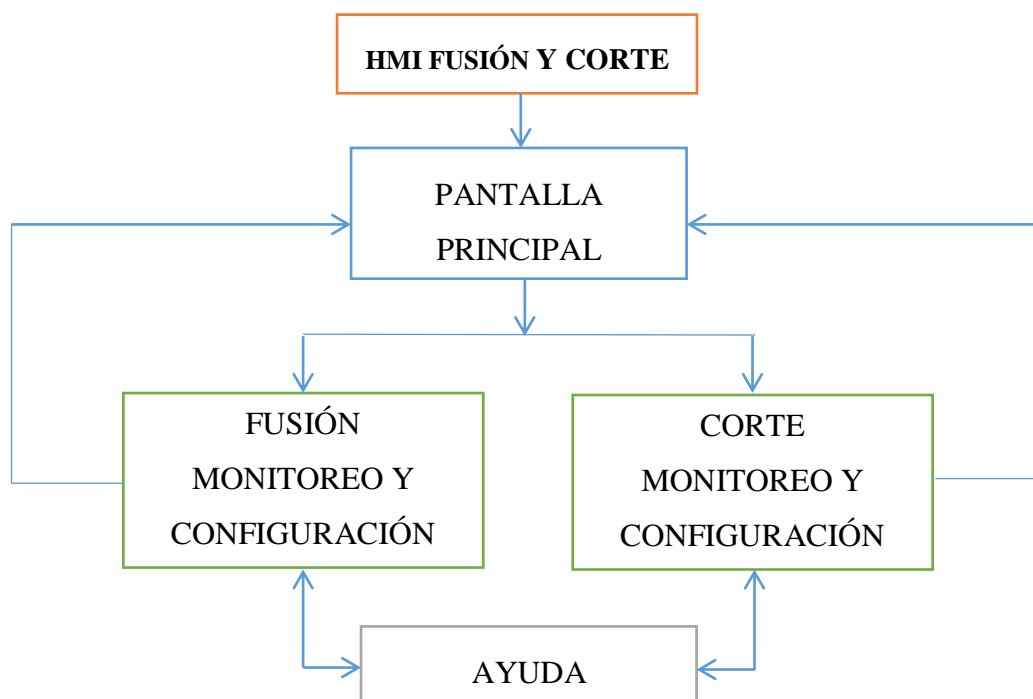 HMI FUSIÓN Y CORTE
PANTALLA
PRINCIPAL
FUSIÓN
MONITOREO Y
CONFIGURACIÓN
CORTE
MONITOREO Y
CONFIGURACIÓN
AYUDA